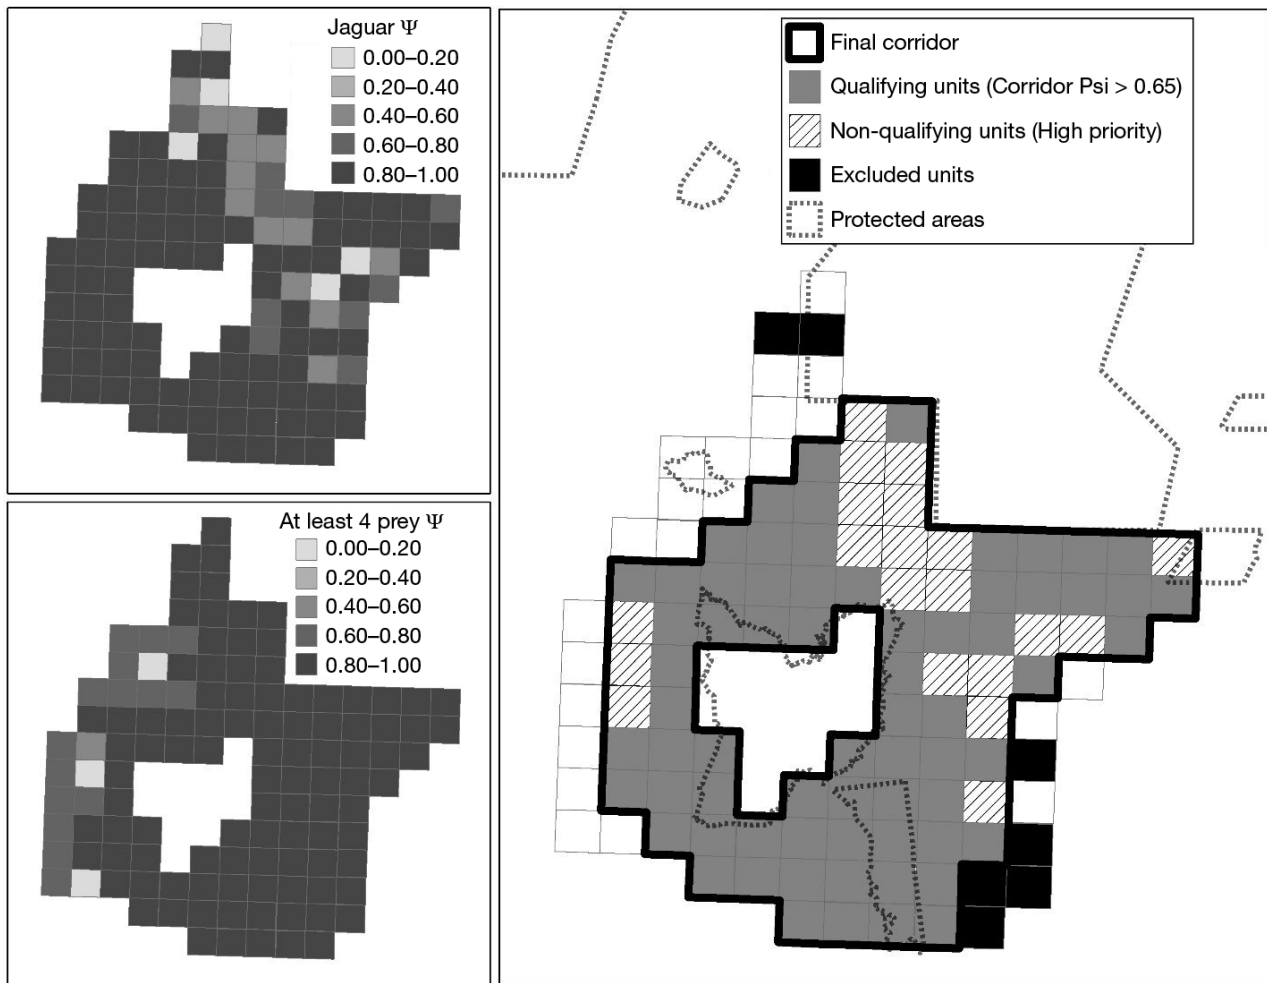 Jaguar Ψ
0.00–0.20
0.20–0.40
0.40–0.60
0.60–0.80
0.80–1.00
At least 4 prey Ψ
0.00–0.20
0.20–0.40
0.40–0.60
0.60–0.80
0.80–1.00
Final corridor
Qualifying units (Corridor Psi > 0.65)
Non-qualifying units (High priority)
Excluded units
Protected areas